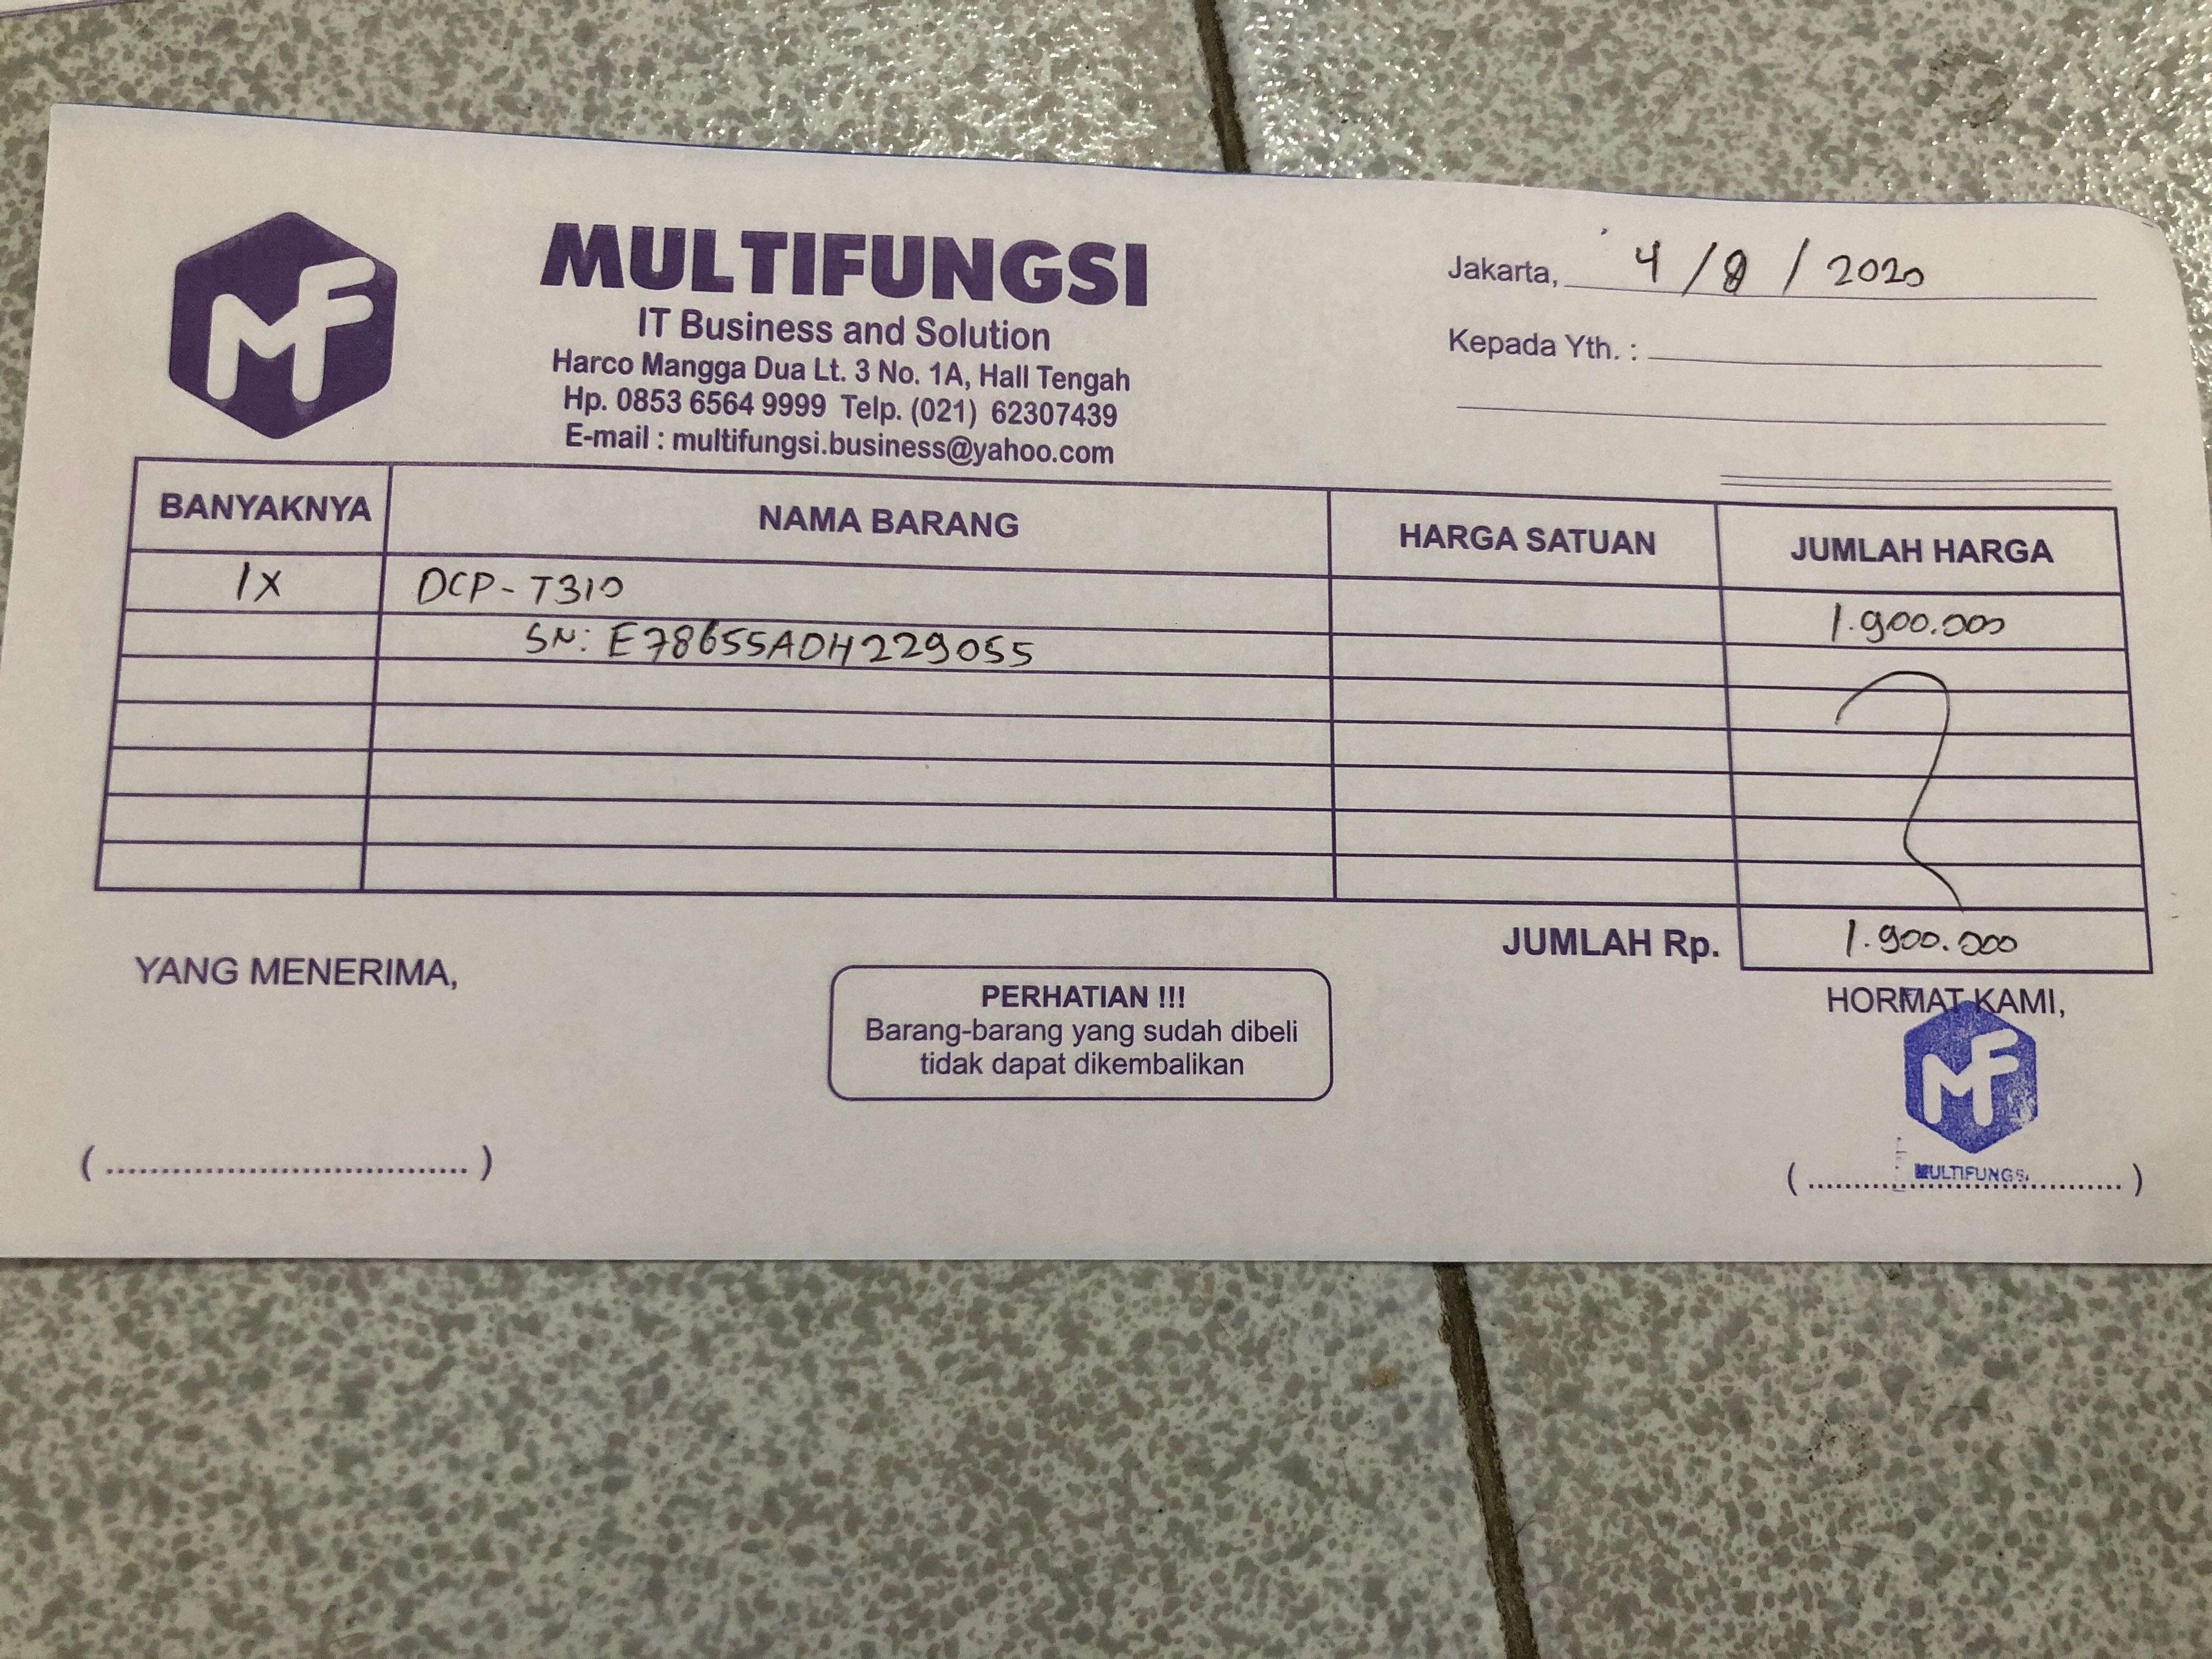 MF
MULTIFUNGSI
IT Business and Solution
Harco Mangga Dua Lt. 3 No. 1A, Hall Tengah
Hp. 0853 6564 9999 Telp. (021) 62307439
E-mail : multifungsi.business@yahoo.com
Jakarta, 4 / 8 / 2020
Kepada Yth. :
BANYAKNYA NAMA BARANG HARGA SATUAN JUMLAH HARGA
1X DCP-T310 1.900.000
SN: E78655ADH229055
JUMLAH Rp. 1.900.000
YANG MENERIMA,
PERHATIAN !!!
Barang-barang yang sudah dibeli
tidak dapat dikembalikan
HORMAT KAMI,
MF
MULTIFUNGSI
(..................................)
(..................................)